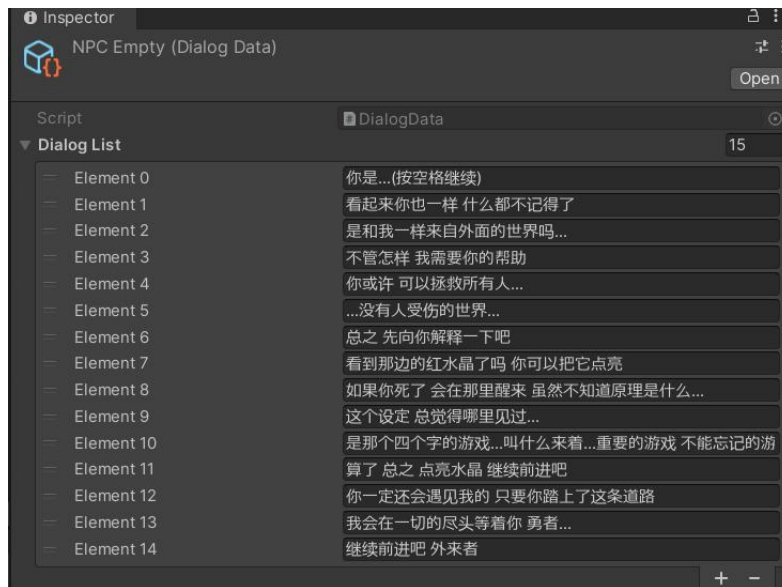 Inspector
NPC Empty (Dialog Data)
Open
Script DialogData
Dialog List 15
Element 0 你是...(按空格继续)
Element 1 看起来你也一样 什么都不记得了
Element 2 是和我一样来自外面的世界吗...
Element 3 不管怎样 我需要你的帮助
Element 4 你或许 可以拯救所有人...
Element 5 ...没有人受伤的世界...
Element 6 总之 先向你解释一下吧
Element 7 看到那边的红水晶了吗 你可以把它点亮
Element 8 如果你死了 会在那里醒来 虽然不知道原理是什么...
Element 9 这个设定 总觉得哪里见过...
Element 10 是那个四个字的游戏...叫什么来着...重要的游戏 不能忘记的游
Element 11 算了 总之 点亮水晶 继续前进吧
Element 12 你一定还会遇见我的 只要你踏上了这条道路
Element 13 我会在一切的尽头等着你 勇者...
Element 14 继续前进吧 外来者
+ −